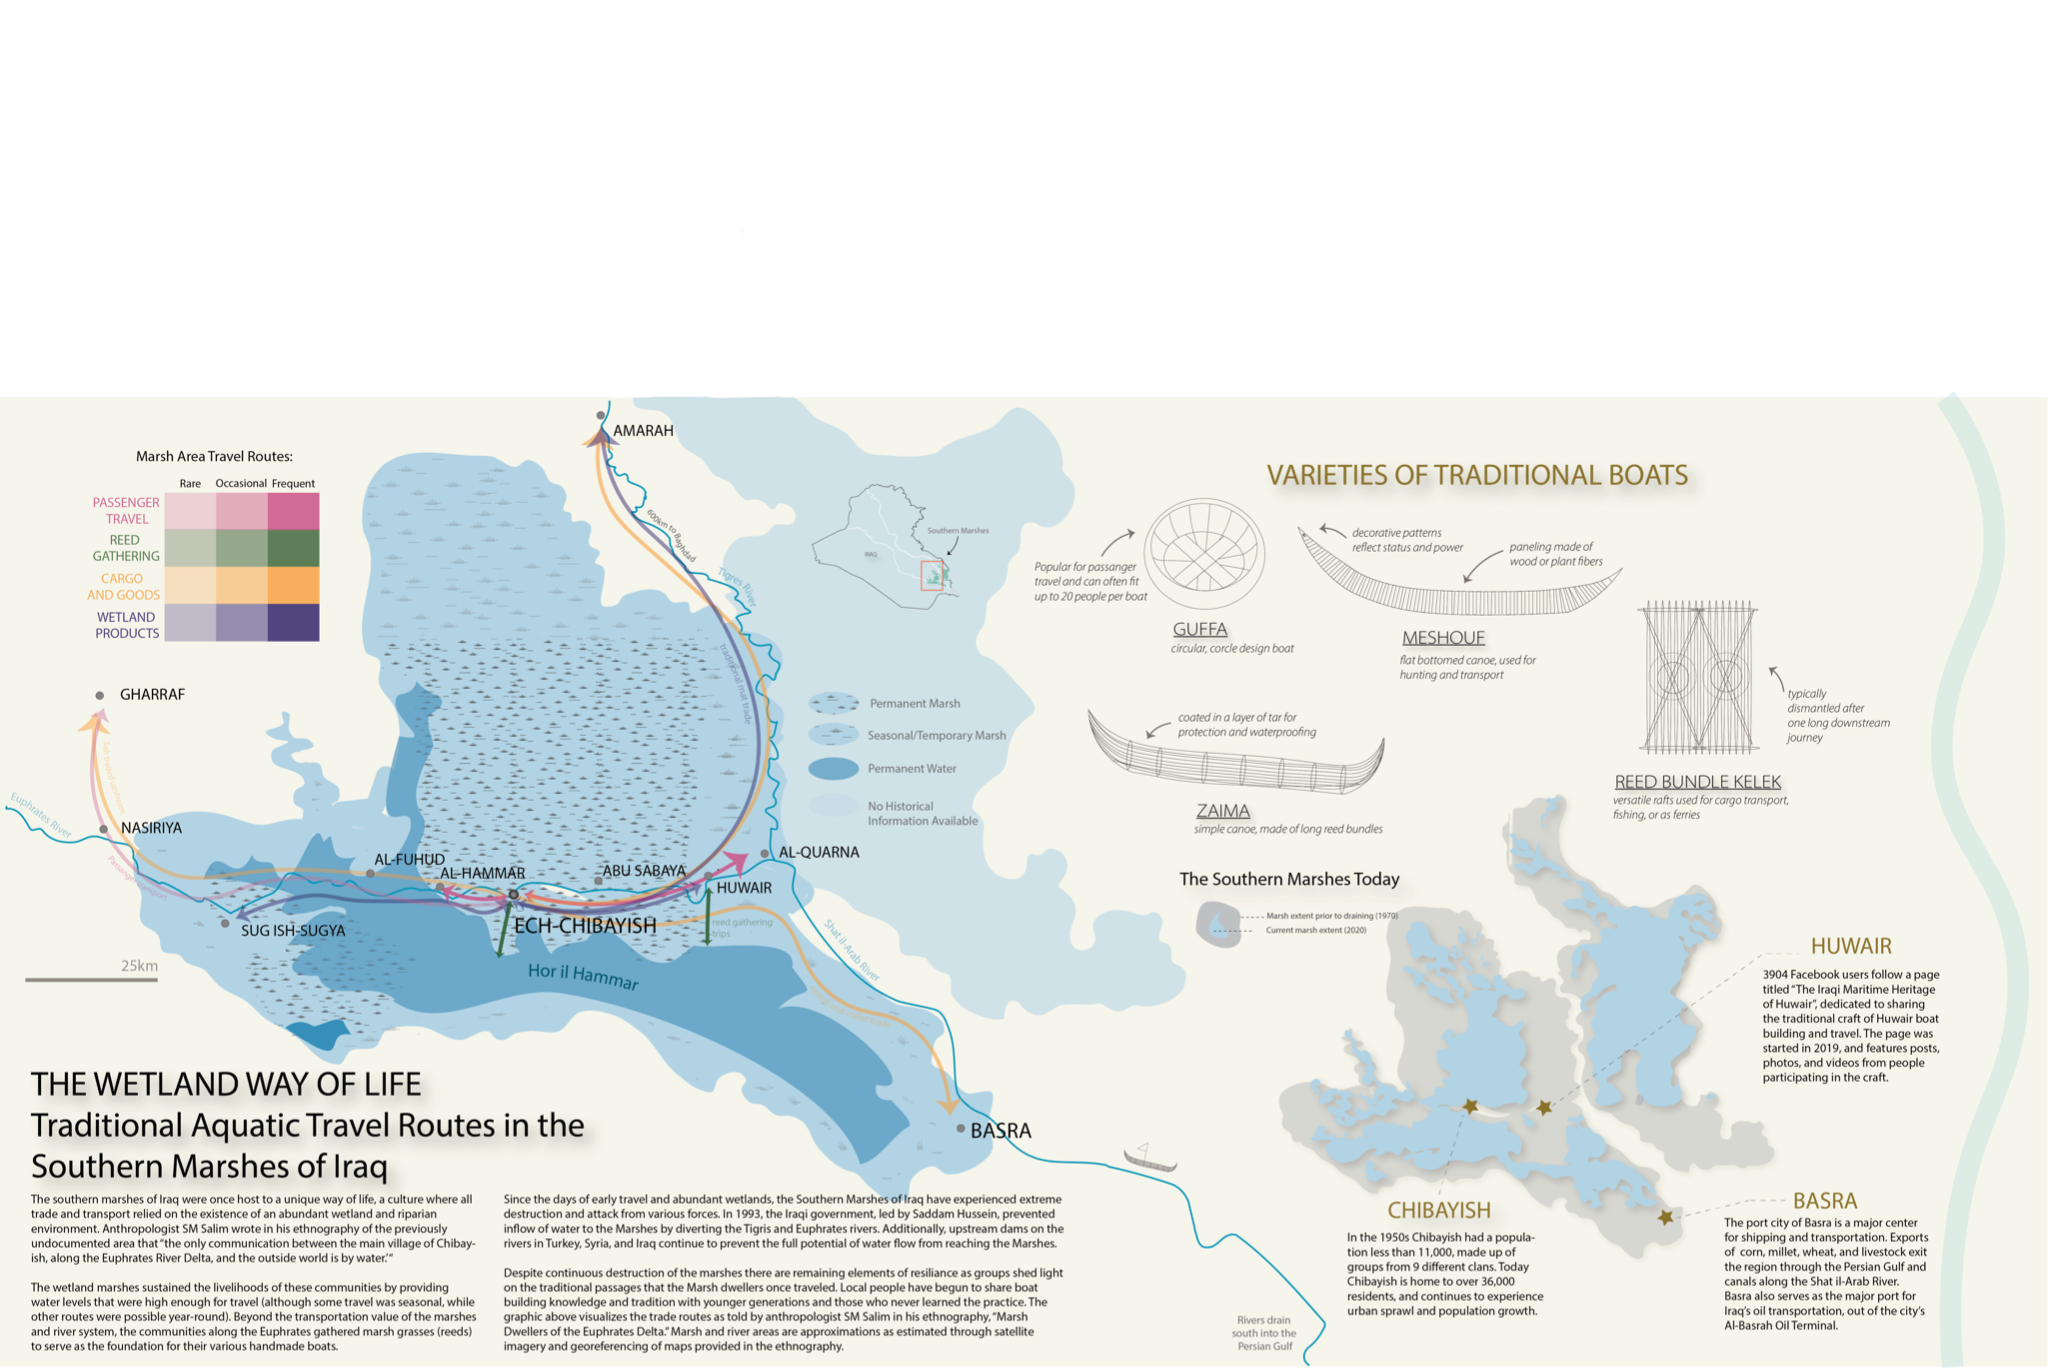 AMARAH
Marsh Area Travel Routes:
Rare
Occasional
Frequent
PASSENGER
TRAVEL
REED
GATHERING
CARGO
AND GOODS
WETLAND
PRODUCTS
600km to Baghdad
Tigres River
traditional mat trade
Southern Marshes
IRAQ
GHARRAF
Euphrates River
NASIRIYA
Passenger transport
AL-FUHUD
AL-HAMMAR
ABU SABAYA
AL-QUARNA
HUWAIR
ECH-CHIBAYISH
SUG ISH-SUGYA
reed gathering
trips
Shat il-Arab River
Hor il Hammar
25km
BASRA
Permanent Marsh
Seasonal/Temporary Marsh
Permanent Water
No Historical
Information Available
THE WETLAND WAY OF LIFE
Traditional Aquatic Travel Routes in the
Southern Marshes of Iraq
The southern marshes of Iraq were once host to a unique way of life, a culture where all
trade and transport relied on the existence of an abundant wetland and riparian
environment. Anthropologist SM Salim wrote in his ethnography of the previously
undocumented area that “the only communication between the main village of Chibay-
ish, along the Euphrates River Delta, and the outside world is by water.’”
The wetland marshes sustained the livelihoods of these communities by providing
water levels that were high enough for travel (although some travel was seasonal, while
other routes were possible year-round). Beyond the transportation value of the marshes
and river system, the communities along the Euphrates gathered marsh grasses (reeds)
to serve as the foundation for their various handmade boats.
Since the days of early travel and abundant wetlands, the Southern Marshes of Iraq have experienced extreme
destruction and attack from various forces. In 1993, the Iraqi government, led by Saddam Hussein, prevented
inflow of water to the Marshes by diverting the Tigris and Euphrates rivers. Additionally, upstream dams on the
rivers in Turkey, Syria, and Iraq continue to prevent the full potential of water flow from reaching the Marshes.
Despite continuous destruction of the marshes there are remaining elements of resiliance as groups shed light
on the traditional passages that the Marsh dwellers once traveled. Local people have begun to share boat
building knowledge and tradition with younger generations and those who never learned the practice. The
graphic above visualizes the trade routes as told by anthropologist SM Salim in his ethnography, “Marsh
Dwellers of the Euphrates Delta.” Marsh and river areas are approximations as estimated through satellite
imagery and georeferencing of maps provided in the ethnography.
Rivers drain
south into the
Persian Gulf
VARIETIES OF TRADITIONAL BOATS
Popular for passanger
travel and can often fit
up to 20 people per boat
GUFFA
circular, corcle design boat
decorative patterns
reflect status and power
paneling made of
wood or plant fibers
MESHOUF
flat bottomed canoe, used for
hunting and transport
coated in a layer of tar for
protection and waterproofing
ZAIMA
simple canoe, made of long reed bundles
typically
dismantled after
one long downstream
journey
REED BUNDLE KELEK
versatile rafts used for cargo transport,
fishing, or as ferries
The Southern Marshes Today
Marsh extent prior to draining (1970)
Current marsh extent (2020)
HUWAIR
3904 Facebook users follow a page
titled “The Iraqi Maritime Heritage
of Huwair”, dedicated to sharing
the traditional craft of Huwair boat
building and travel. The page was
started in 2019, and features posts,
photos, and videos from people
participating in the craft.
CHIBAYISH
In the 1950s Chibayish had a popula-
tion less than 11,000, made up of
groups from 9 different clans. Today
Chibayish is home to over 36,000
residents, and continues to experience
urban sprawl and population growth.
BASRA
The port city of Basra is a major center
for shipping and transportation. Exports
of corn, millet, wheat, and livestock exit
the region through the Persian Gulf and
canals along the Shat il-Arab River.
Basra also serves as the major port for
Iraq’s oil transportation, out of the city’s
Al-Basrah Oil Terminal.